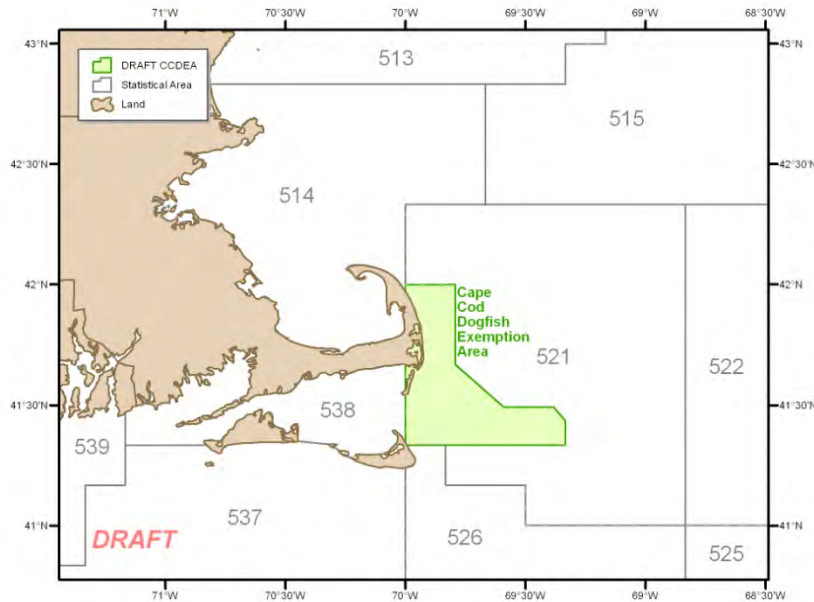 71°W 70°30'W 70°W 69°30'W 69°W 68°30'W
43°N 43°N
DRAFT CCDEA
Statistical Area
Land
513
515
42°30'N 42°30'N
514
42°N 42°N
Cape
Cod
Dogfish
Exemption
Area
521
522
41°30'N 41°30'N
538
539
537
41°N 41°N
DRAFT
526
525
71°W 70°30'W 70°W 69°30'W 69°W 68°30'W